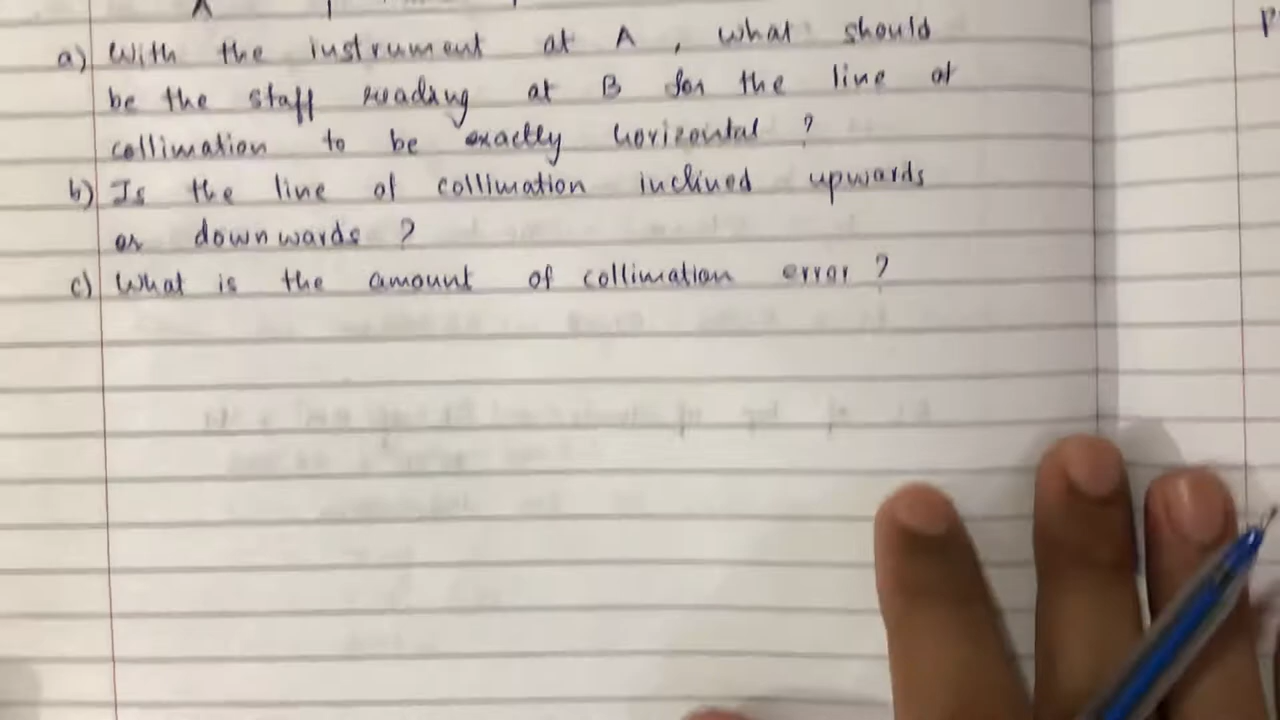 a) With the instrument at A , what should
be the staff reading at B for the line of
collimation to be exactly horizontal ?
b) Is the line of collimation inclined upwards
or downwards ?
c) What is the amount of collimation error ?